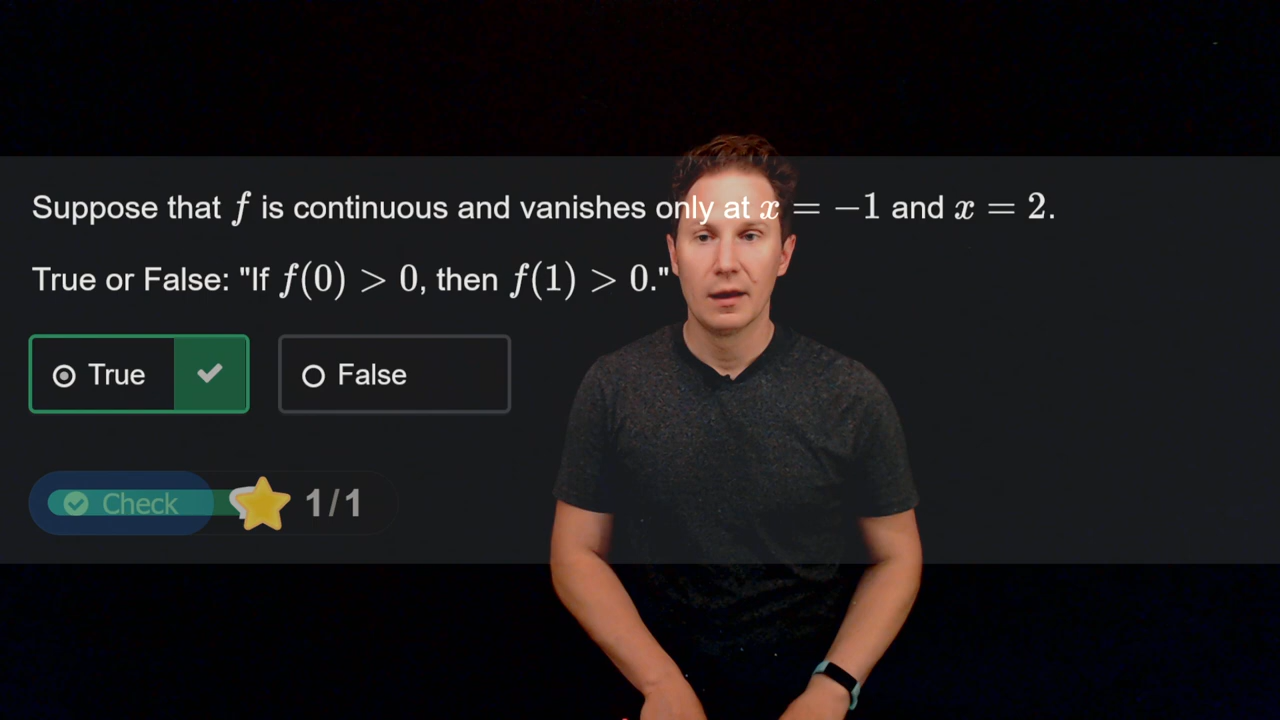 Suppose that f is continuous and vanishes only at x = −1 and x = 2.
True or False: "If f(0) > 0, then f(1) > 0."
True False
Check 1/1